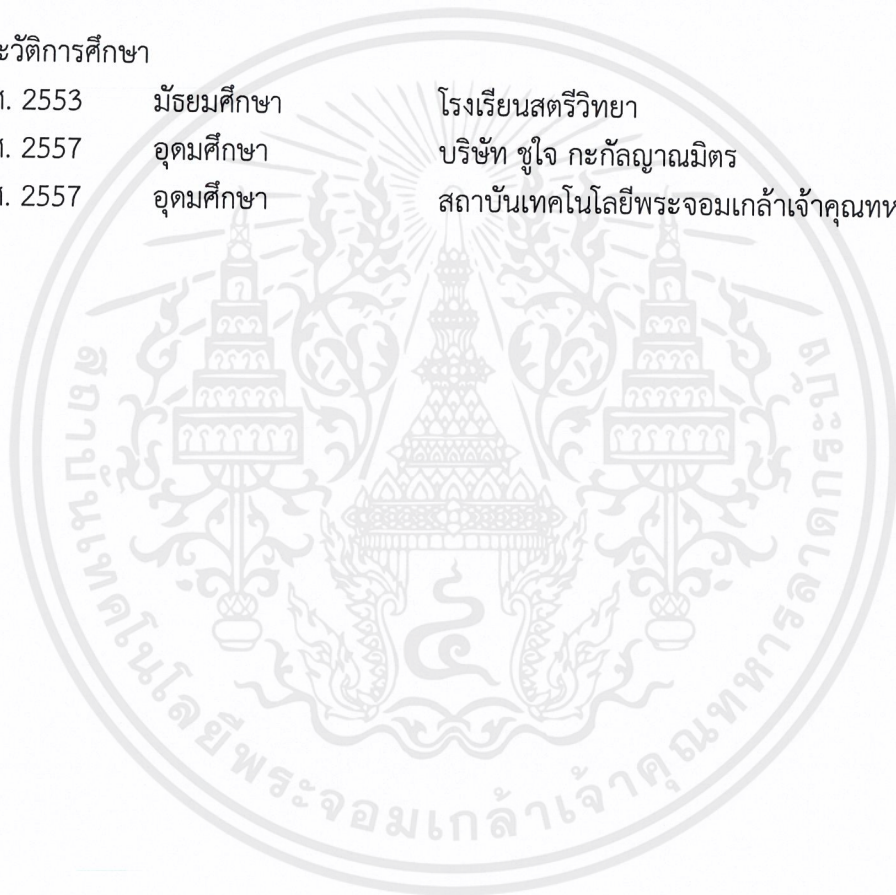 ะวัติการศึกษา
ศ. 2553 มัธยมศึกษา โรงเรียนสตรีวิทยา
ศ. 2557 อุดมศึกษา บริษัท ชูใจ กะกัลญาณมิตร
ศ. 2557 อุดมศึกษา สถาบันเทคโนโลยีพระจอมเกล้าเจ้าคุณทห
สถาบันเทคโนโลยีพระจอมเกล้าเจ้าคุณทหารลาดกระบัง